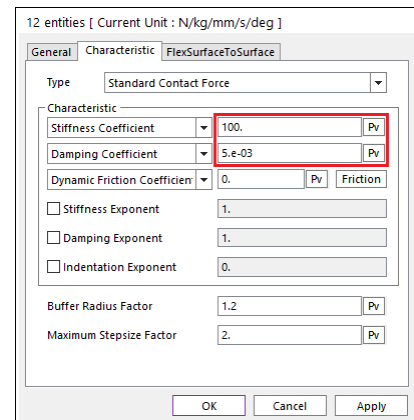 12 entities [ Current Unit : N/kg/mm/s/deg ]
General Characteristic FlexSurfaceToSurface
Type Standard Contact Force
Characteristic
Stiffness Coefficient 100. Pv
Damping Coefficient 5.e-03 Pv
Dynamic Friction Coefficien 0. Pv Friction
Stiffness Exponent 1.
Damping Exponent 1.
Indentation Exponent 0.
Buffer Radius Factor 1.2 Pv
Maximum Stepsize Factor 2. Pv
OK Cancel Apply